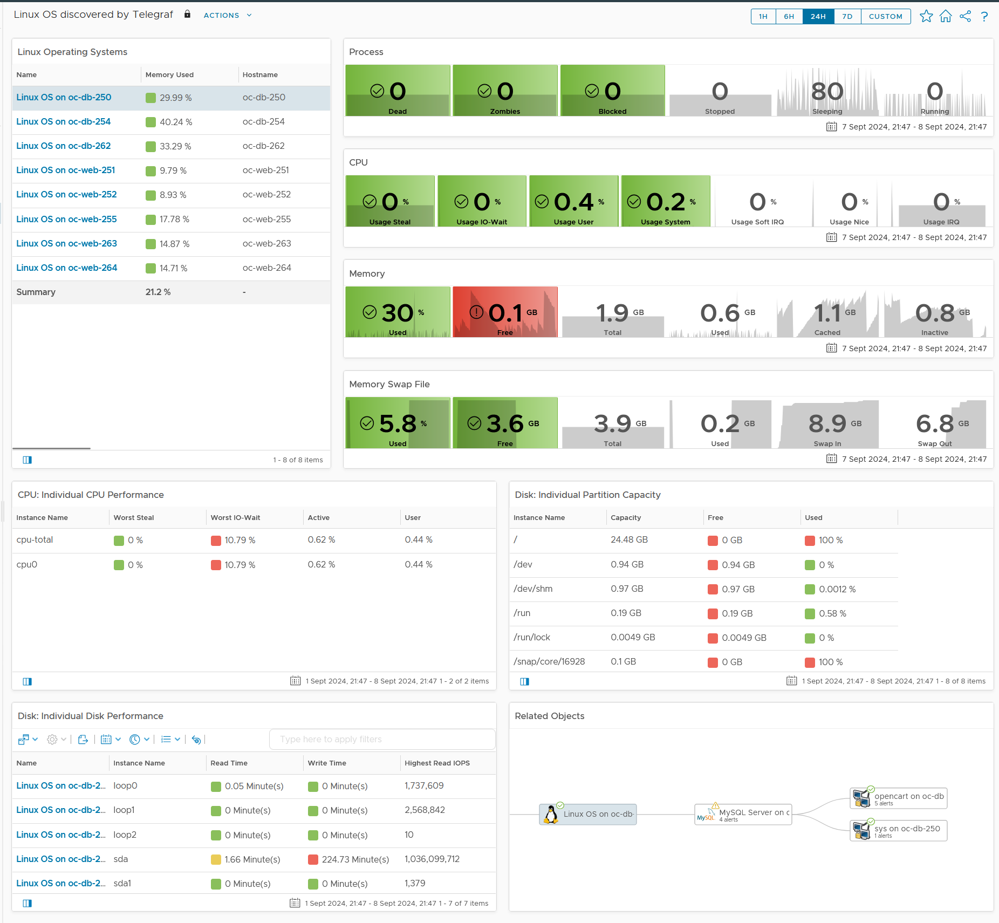 Linux OS discovered by Telegraf
ACTIONS
1H 6H 24H 7D CUSTOM ?
Linux Operating Systems
Name Memory Used Hostname
Linux OS on oc-db-250 29.99 % oc-db-250
Linux OS on oc-db-254 40.24 % oc-db-254
Linux OS on oc-db-262 33.29 % oc-db-262
Linux OS on oc-web-251 9.79 % oc-web-251
Linux OS on oc-web-252 8.93 % oc-web-252
Linux OS on oc-web-255 17.78 % oc-web-255
Linux OS on oc-web-263 14.87 % oc-web-263
Linux OS on oc-web-264 14.71 % oc-web-264
Summary 21.2 % -
1 - 8 of 8 items
Process
0 0 0 0 80 0
Dead Zombies Blocked Stopped Sleeping Running
7 Sept 2024, 21:47 - 8 Sept 2024, 21:47
CPU
0 % 0 % 0.4 % 0.2 % 0 % 0 % 0 %
Usage Steal Usage IO-Wait Usage User Usage System Usage Soft IRQ Usage Nice Usage IRQ
7 Sept 2024, 21:47 - 8 Sept 2024, 21:47
Memory
30 % 0.1 GB 1.9 GB 0.6 GB 1.1 GB 0.8 GB
Used Free Total Used Cached Inactive
7 Sept 2024, 21:47 - 8 Sept 2024, 21:47
Memory Swap File
5.8 % 3.6 GB 3.9 GB 0.2 GB 8.9 GB 6.8 GB
Used Free Total Used Swap In Swap Out
7 Sept 2024, 21:47 - 8 Sept 2024, 21:47
CPU: Individual CPU Performance
Instance Name Worst Steal Worst IO-Wait Active User
cpu-total 0 % 10.79 % 0.62 % 0.44 %
cpu0 0 % 10.79 % 0.62 % 0.44 %
1 Sept 2024, 21:47 - 8 Sept 2024, 21:47 1 - 2 of 2 items
Disk: Individual Partition Capacity
Instance Name Capacity Free Used
/ 24.48 GB 0 GB 100 %
/dev 0.94 GB 0.94 GB 0 %
/dev/shm 0.97 GB 0.97 GB 0.0012 %
/run 0.19 GB 0.19 GB 0.58 %
/run/lock 0.0049 GB 0.0049 GB 0 %
/snap/core/16928 0.1 GB 0 GB 100 %
1 Sept 2024, 21:47 - 8 Sept 2024, 21:47 1 - 8 of 8 items
Disk: Individual Disk Performance
Type here to apply filters
Name Instance Name Read Time Write Time Highest Read IOPS
Linux OS on oc-db-2... loop0 0.05 Minute(s) 0 Minute(s) 1,737,609
Linux OS on oc-db-2... loop1 0 Minute(s) 0 Minute(s) 2,568,842
Linux OS on oc-db-2... loop2 0 Minute(s) 0 Minute(s) 10
Linux OS on oc-db-2... sda 1.66 Minute(s) 224.73 Minute(s) 1,036,099,712
Linux OS on oc-db-2... sda1 0 Minute(s) 0 Minute(s) 1,379
1 Sept 2024, 21:47 - 8 Sept 2024, 21:47 1 - 7 of 7 items
Related Objects
Linux OS on oc-db-
MySQL
MySQL Server on c
4 alerts
opencart on oc-db
5 alerts
sys on oc-db-250
1 alerts